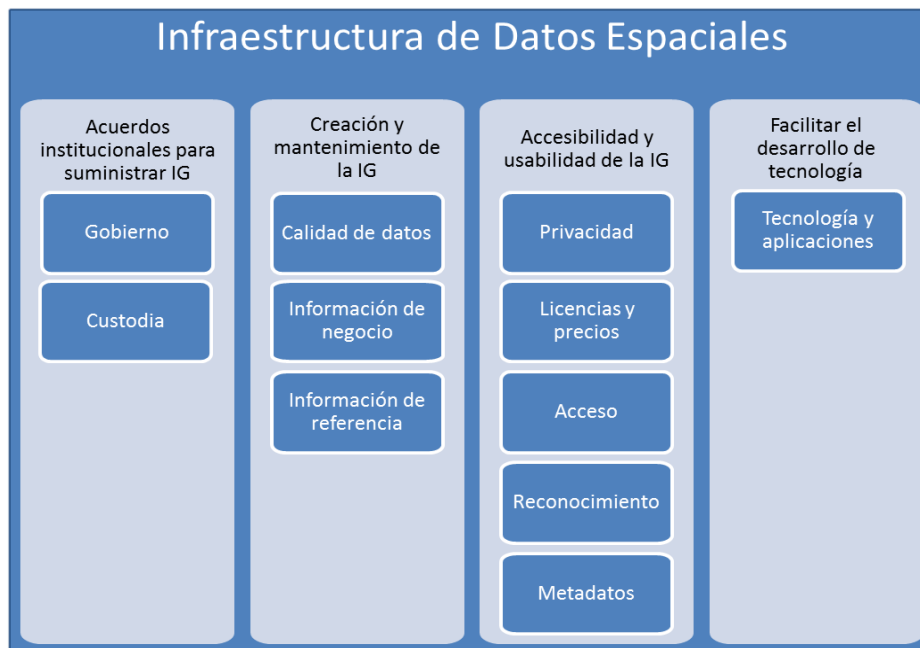 Infraestructura de Datos Espaciales
Acuerdos
institucionales para
suministrar IG
Gobierno
Custodia
Creación y
mantenimiento de
la IG
Calidad de datos
Información de
negocio
Información de
referencia
Accesibilidad y
usabilidad de la IG
Privacidad
Licencias y
precios
Acceso
Reconocimiento
Metadatos
Facilitar el
desarrollo de
tecnología
Tecnología y
aplicaciones